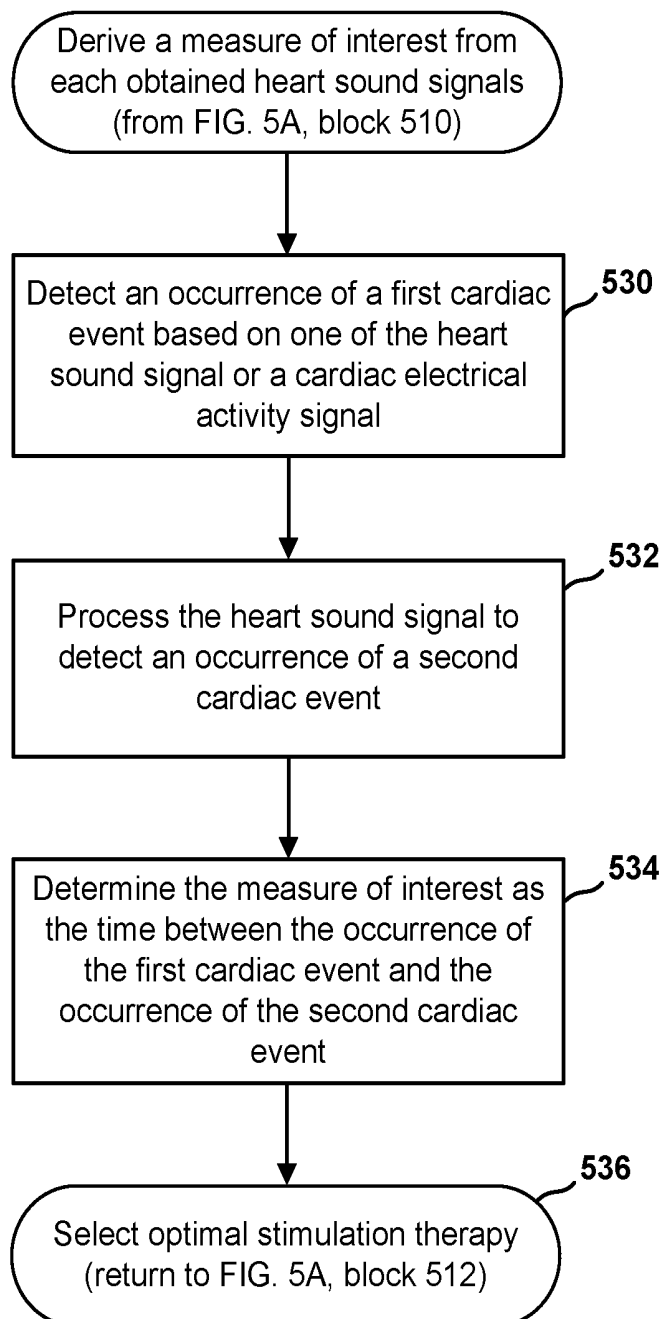 Derive a measure of interest from
each obtained heart sound signals
(from FIG. 5A, block 510)
530
Detect an occurrence of a first cardiac
event based on one of the heart
sound signal or a cardiac electrical
activity signal
532
Process the heart sound signal to
detect an occurrence of a second
cardiac event
534
Determine the measure of interest as
the time between the occurrence of
the first cardiac event and the
occurrence of the second cardiac
event
536
Select optimal stimulation therapy
(return to FIG. 5A, block 512)